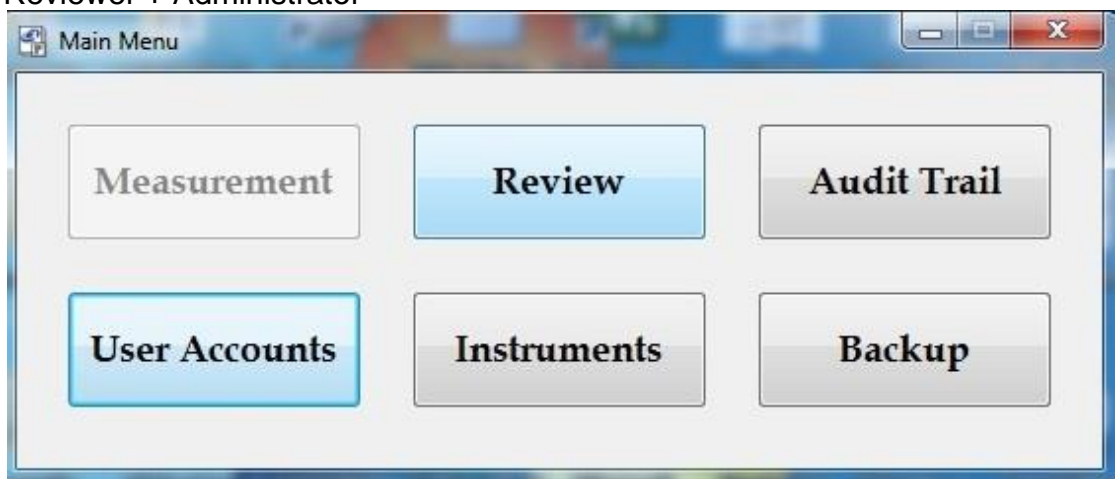 Reviewer + Administrator
Main Menu
Measurement Review Audit Trail
User Accounts Instruments Backup